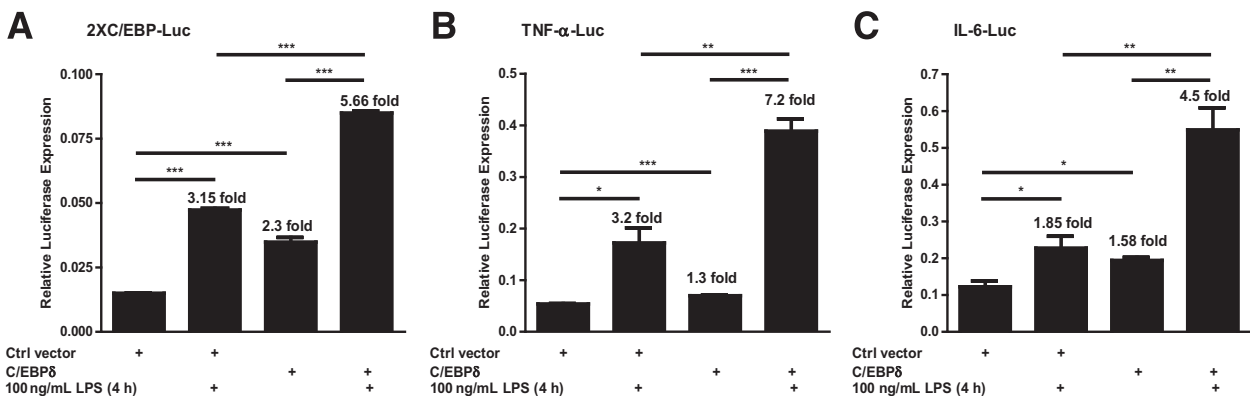 A
2XC/EBP-Luc
***
***
0.100
5.66 fold
0.075
***
***
0.050
3.15 fold
2.3 fold
0.025
0.000
Relative Luciferase Expression
Ctrl vector + +
C/EBPδ + +
100 ng/mL LPS (4 h) + +
B
TNF-α-Luc
**
***
0.5
7.2 fold
0.4
***
0.3
*
3.2 fold
0.2
1.3 fold
0.1
0.0
Relative Luciferase Expression
Ctrl vector + +
C/EBPδ + +
100 ng/mL LPS (4 h) + +
C
IL-6-Luc
**
**
0.7
4.5 fold
0.6
0.5
*
0.4
*
0.3
1.85 fold
1.58 fold
0.2
0.1
0.0
Relative Luciferase Expression
Ctrl vector + +
C/EBPδ + +
100 ng/mL LPS (4 h) + +